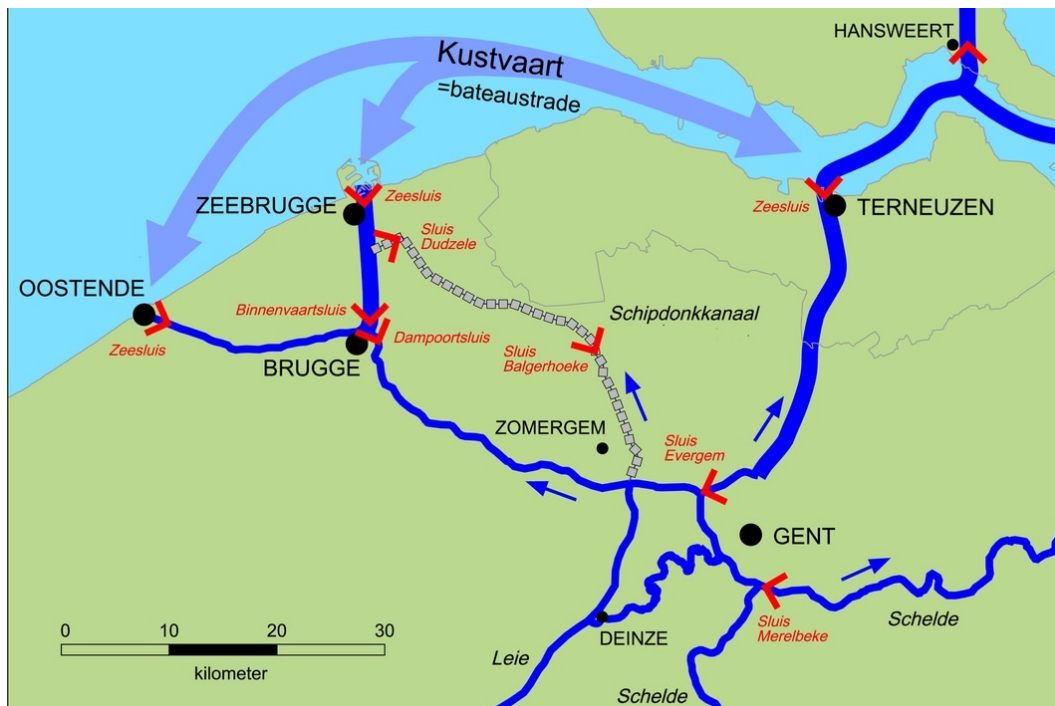 HANSWEERT
Kustvaart
=bateaustrade
Zeesluis
ZEEBRUGGE
Zeesluis
TERNEUZEN
Sluis
Dudzele
OOSTENDE
Binnenvaartsluis
Dampoortsluis
Schipdonkkanaal
Zeesluis
BRUGGE
Sluis
Balgerhoeke
ZOMERGEM
Sluis
Evergem
GENT
0 10 20 30
kilometer
DEINZE
Sluis
Merelbeke
Schelde
Leie
Schelde